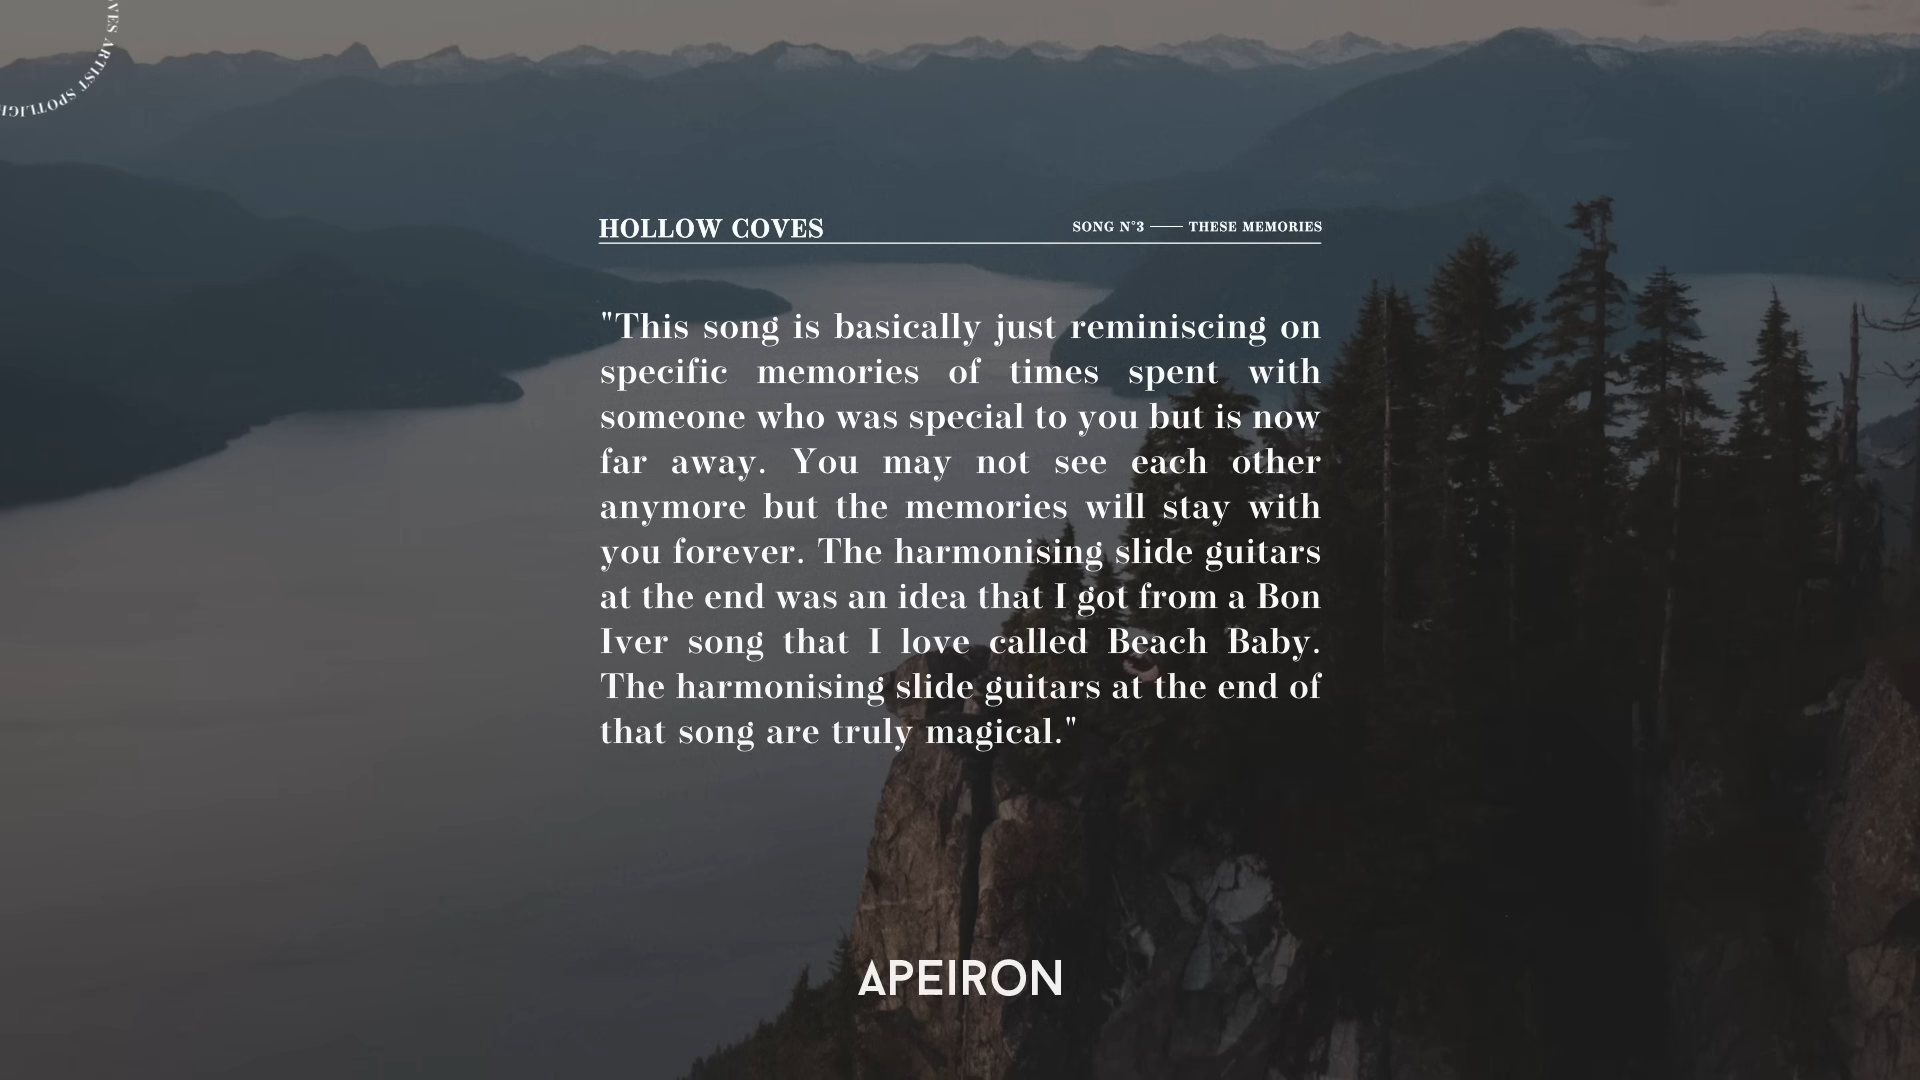 VES ARTIST SPOTLIGH
HOLLOW COVES
SONG N°3 — THESE MEMORIES
"This song is basically just reminiscing on
specific memories of times spent with
someone who was special to you but is now
far away. You may not see each other
anymore but the memories will stay with
you forever. The harmonising slide guitars
at the end was an idea that I got from a Bon
Iver song that I love called Beach Baby.
The harmonising slide guitars at the end of
that song are truly magical."
APEIRON